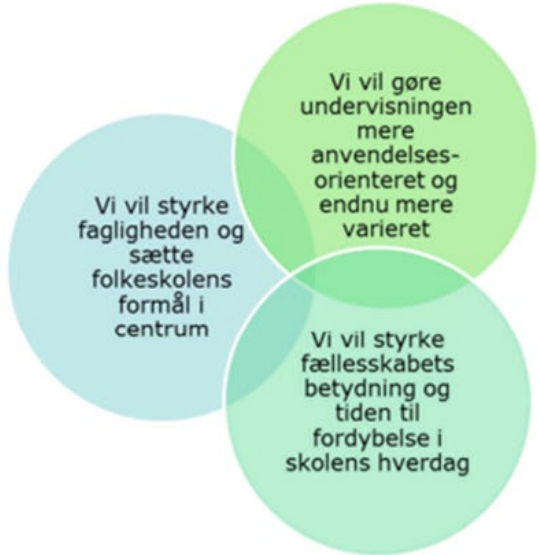 Vi vil gøre
undervisningen
mere
anvendelses-
orienteret og
endnu mere
varieret
Vi vil styrke
fagligheden og
sætte
folkeskolens
formål i
centrum
Vi vil styrke
fællesskabets
betydning og
tiden til
fordybelse i
skolens hverdag